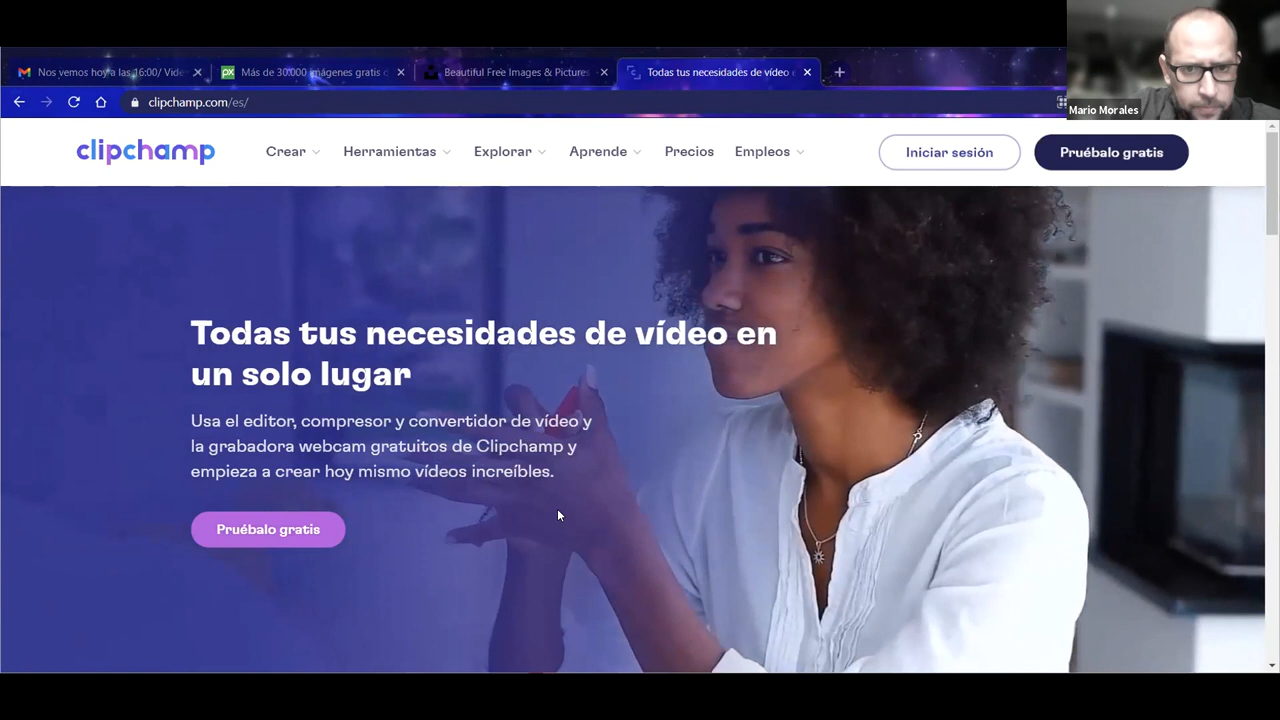 Nos vemos hoy a las 16:00/ Vide
Más de 30.000 imágenes gratis d
Beautiful Free Images & Pictures
Todas tus necesidades de vídeo e
clipchamp.com/es/
Mario Morales
clipchamp
Crear
Herramientas
Explorar
Aprende
Precios
Empleos
Iniciar sesión
Pruébalo gratis
Todas tus necesidades de vídeo en
un solo lugar
Usa el editor, compresor y convertidor de vídeo y
la grabadora webcam gratuitos de Clipchamp y
empieza a crear hoy mismo vídeos increíbles.
Pruébalo gratis